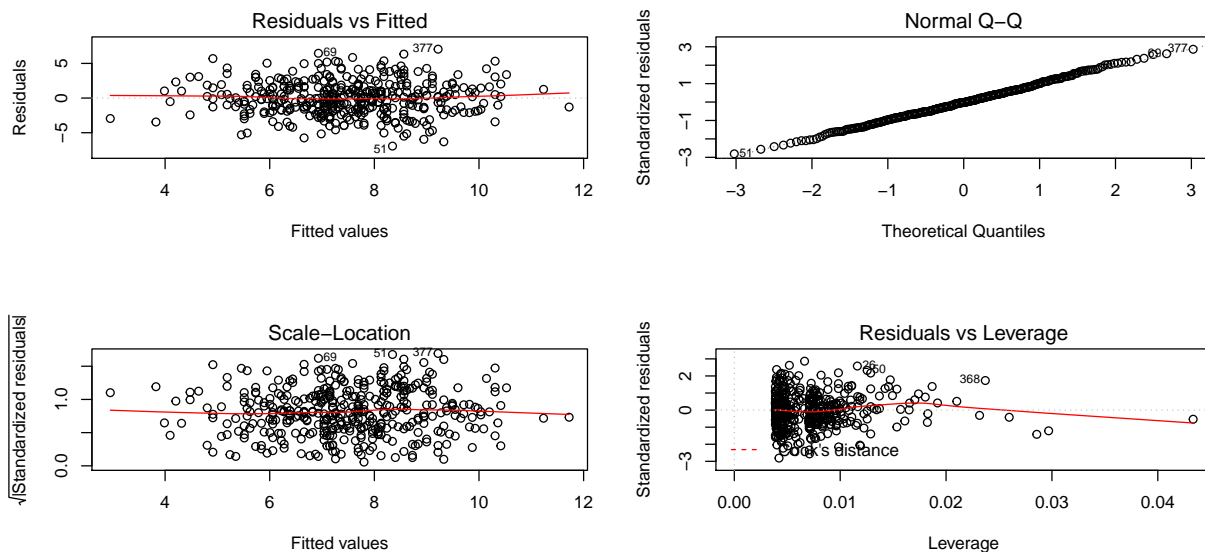 Residuals vs Fitted
Residuals
5
0
−5
69
377
51
4 6 8 10 12
Fitted values
Normal Q−Q
Standardized residuals
3
1
−1
−3
51
69
377
−3 −2 −1 0 1 2 3
Theoretical Quantiles
Scale−Location
√|Standardized residuals|
1.0
0.0
69
51
377
4 6 8 10 12
Fitted values
Residuals vs Leverage
Standardized residuals
2
0
−3
368
Cook's distance
0.00 0.01 0.02 0.03 0.04
Leverage